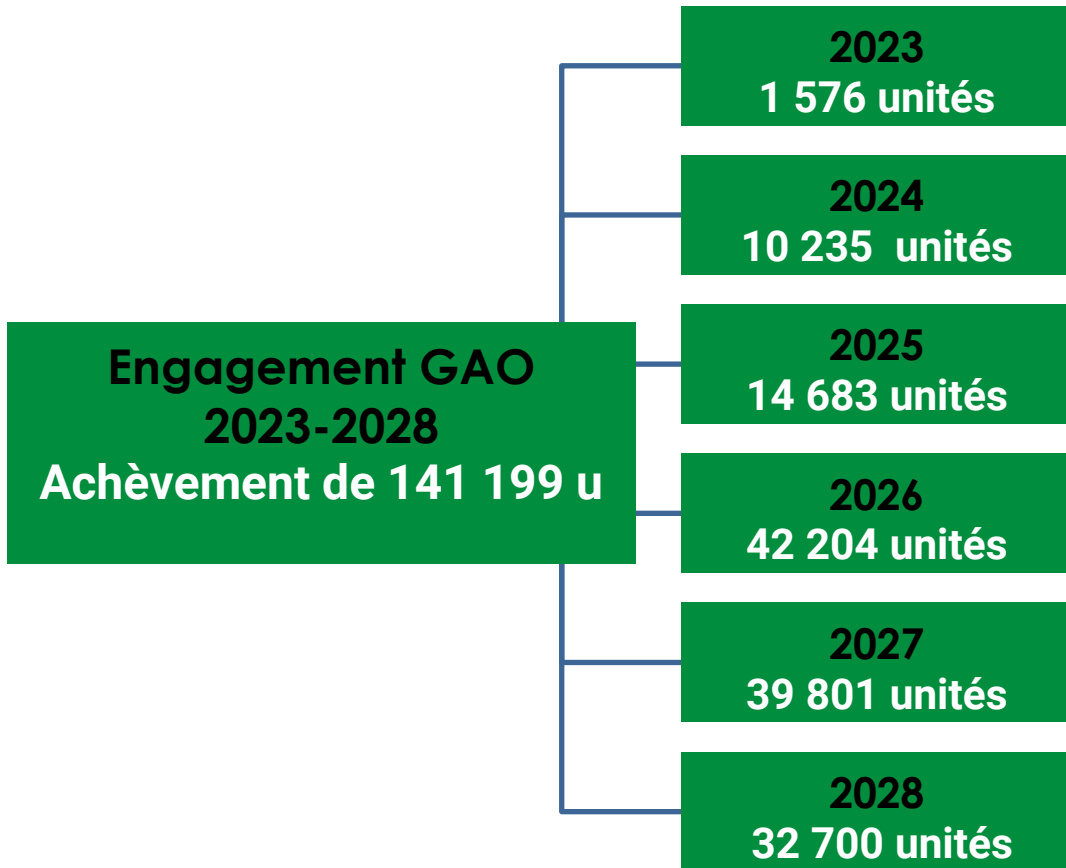 Engagement GAO
2023-2028
Achèvement de 141 199 u
2023
1 576 unités
2024
10 235  unités
2025
14 683 unités
2026
42 204 unités
2027
39 801 unités
2028
32 700 unités